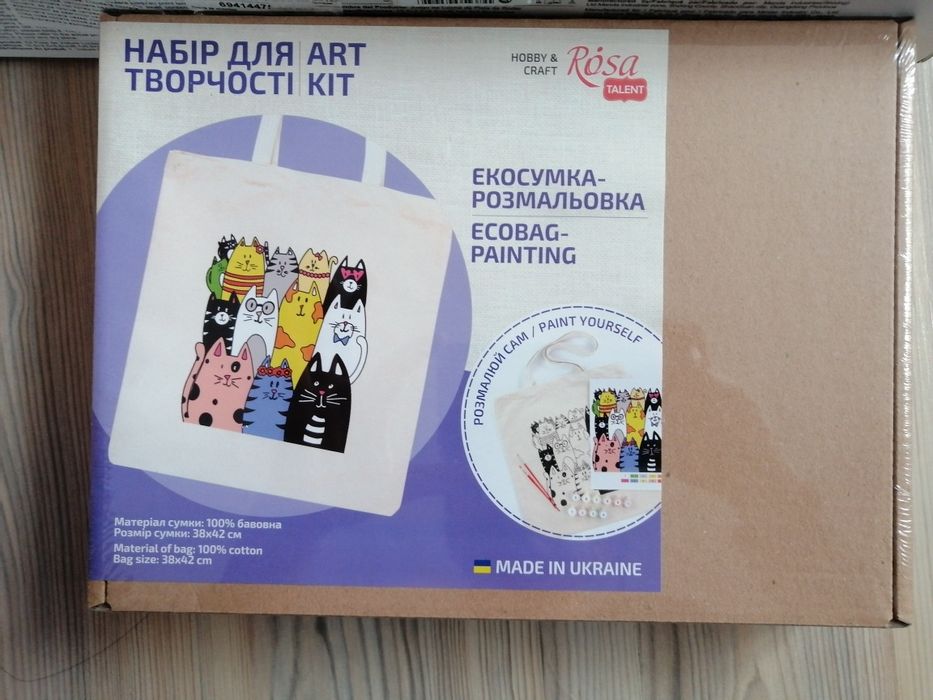 6941447
НАБІР ДЛЯ
ТВОРЧОСТІ
ART
KIT
HOBBY &
CRAFT
Rosa
TALENT
ЕКОСУМКА-
РОЗМАЛЬОВКА
ECOBAG-
PAINTING
РОЗМАЛЮЙ САМ / PAINT YOURSELF
Матеріал сумки: 100% бавовна
Розмір сумки: 38х42 см
Material of bag: 100% cotton
Bag size: 38x42 cm
MADE IN UKRAINE